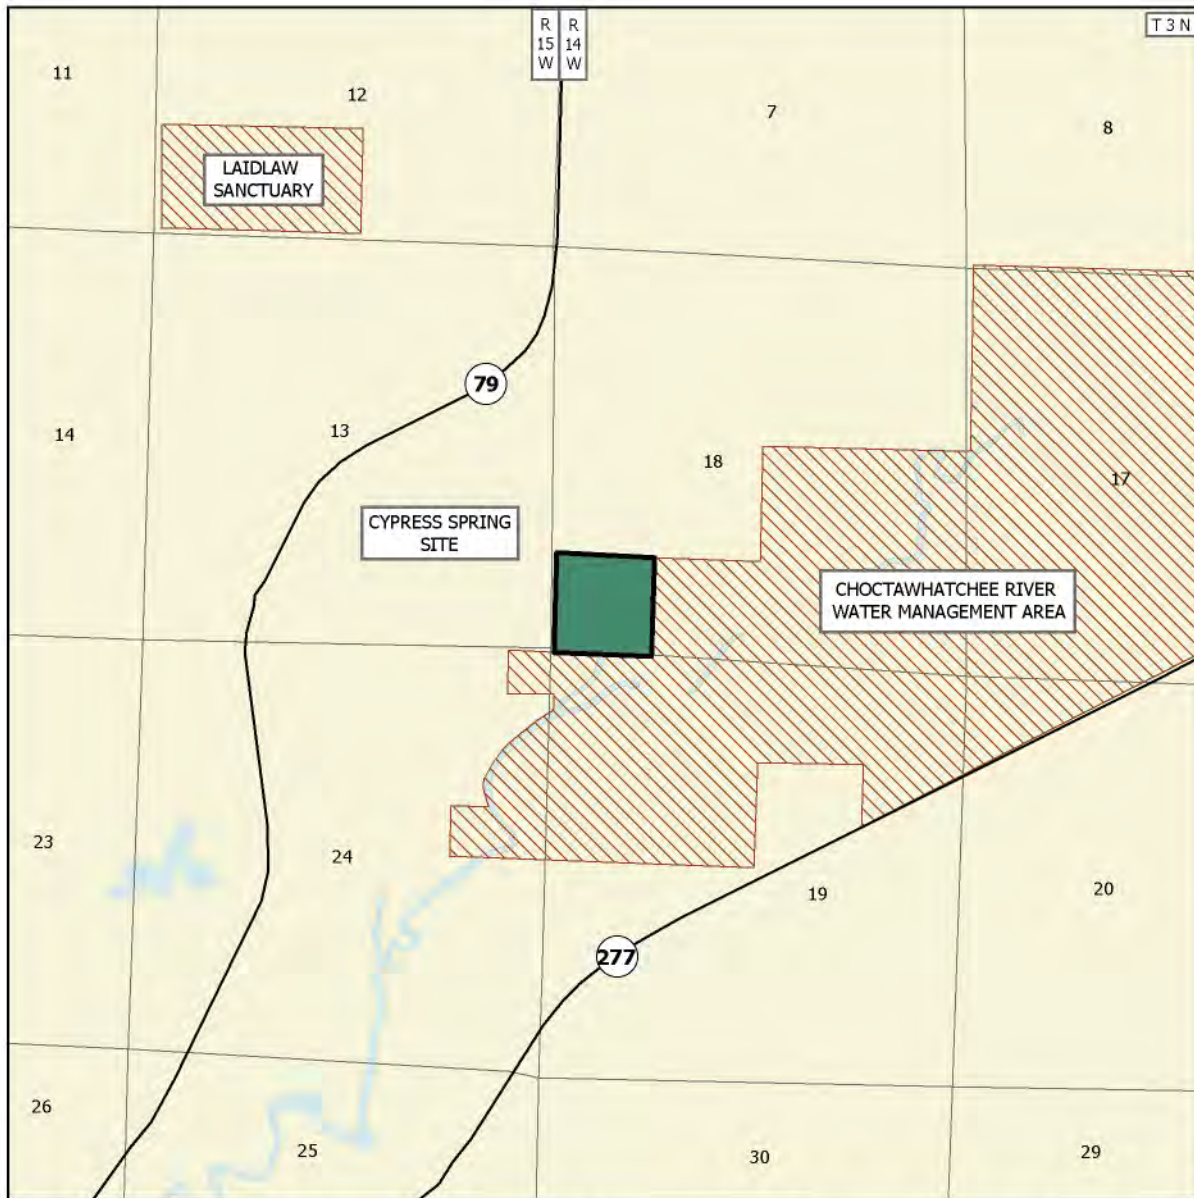 R
15
W
R
14
W
T 3 N
11
12
7
8
LAIDLAW
SANCTUARY
79
14
13
18
17
CYPRESS SPRING
SITE
CHOCTAWHATCHEE RIVER
WATER MANAGEMENT AREA
23
24
19
20
277
26
25
30
29